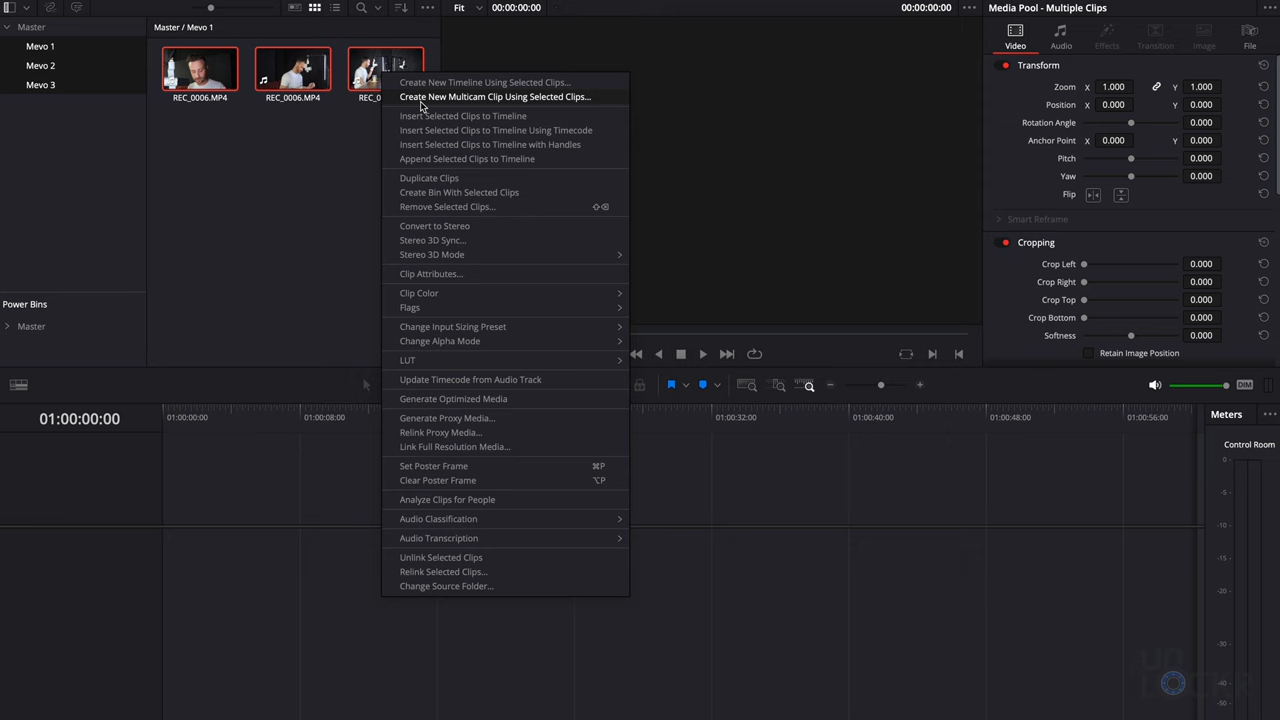 Fit
00:00:00:00
00:00:00:00
Media Pool - Multiple Clips
Master
Master / Mevo 1
Mevo 1
Mevo 2
Mevo 3
REC_0006.MP4
REC_0006.MP4
REC_0
Video
Audio
Effects
Transition
Image
File
Create New Timeline Using Selected Clips...
Create New Multicam Clip Using Selected Clips...
Insert Selected Clips to Timeline
Insert Selected Clips to Timeline Using Timecode
Insert Selected Clips to Timeline with Handles
Append Selected Clips to Timeline
Duplicate Clips
Create Bin With Selected Clips
Remove Selected Clips...
Convert to Stereo
Stereo 3D Sync...
Stereo 3D Mode
Clip Attributes...
Clip Color
Flags
Change Input Sizing Preset
Change Alpha Mode
LUT
Update Timecode from Audio Track
Generate Optimized Media
Generate Proxy Media...
Relink Proxy Media...
Link Full Resolution Media...
Set Poster Frame ⌘P
Clear Poster Frame ⌥P
Analyze Clips for People
Audio Classification
Audio Transcription
Unlink Selected Clips
Relink Selected Clips...
Change Source Folder...
Transform
Zoom X 1.000 Y 1.000
Position X 0.000 Y 0.000
Rotation Angle 0.000
Anchor Point X 0.000 Y 0.000
Pitch 0.000
Yaw 0.000
Flip
Smart Reframe
Cropping
Crop Left 0.000
Crop Right 0.000
Crop Top 0.000
Crop Bottom 0.000
Softness 0.000
Retain Image Position
Power Bins
Master
DIM
01:00:00:00
01:00:00:00
01:00:08:00
01:00:32:00
01:00:40:00
01:00:48:00
01:00:56:00
Meters
Control Room
0
-5
-10
-15
-20
-30
-40
-50